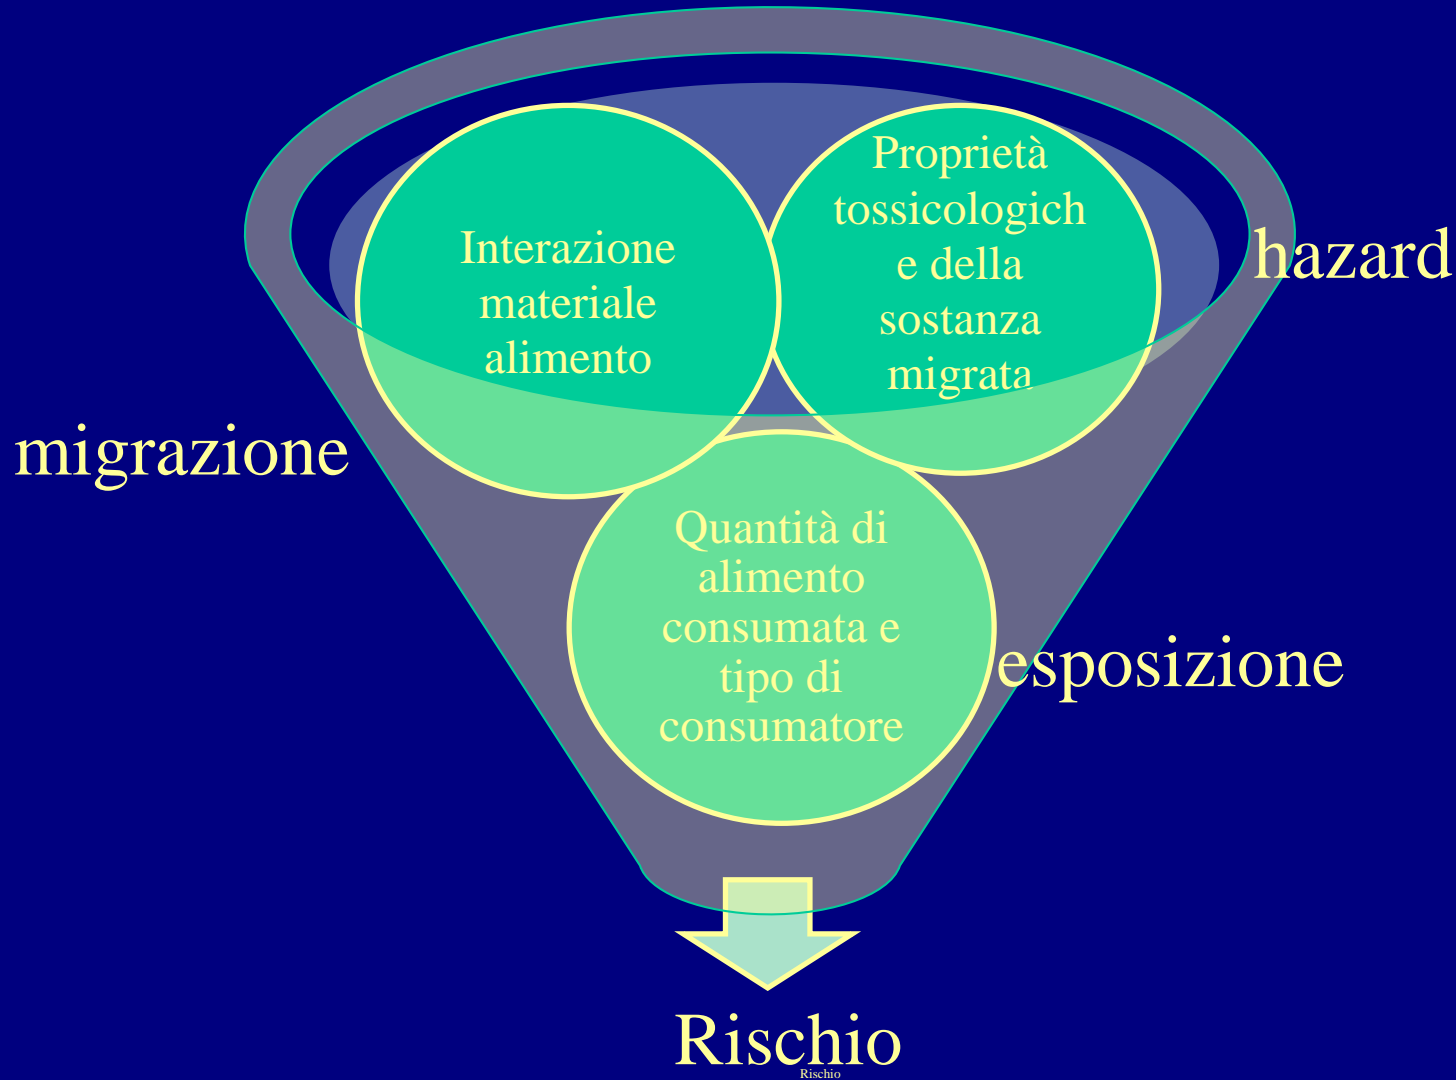 Proprietà
tossicologich
e della
sostanza
migrata
hazard
Interazione
materiale
alimento
migrazione
Quantità di
alimento
consumata e
tipo di
consumatore
esposizione
Rischio
Rischio